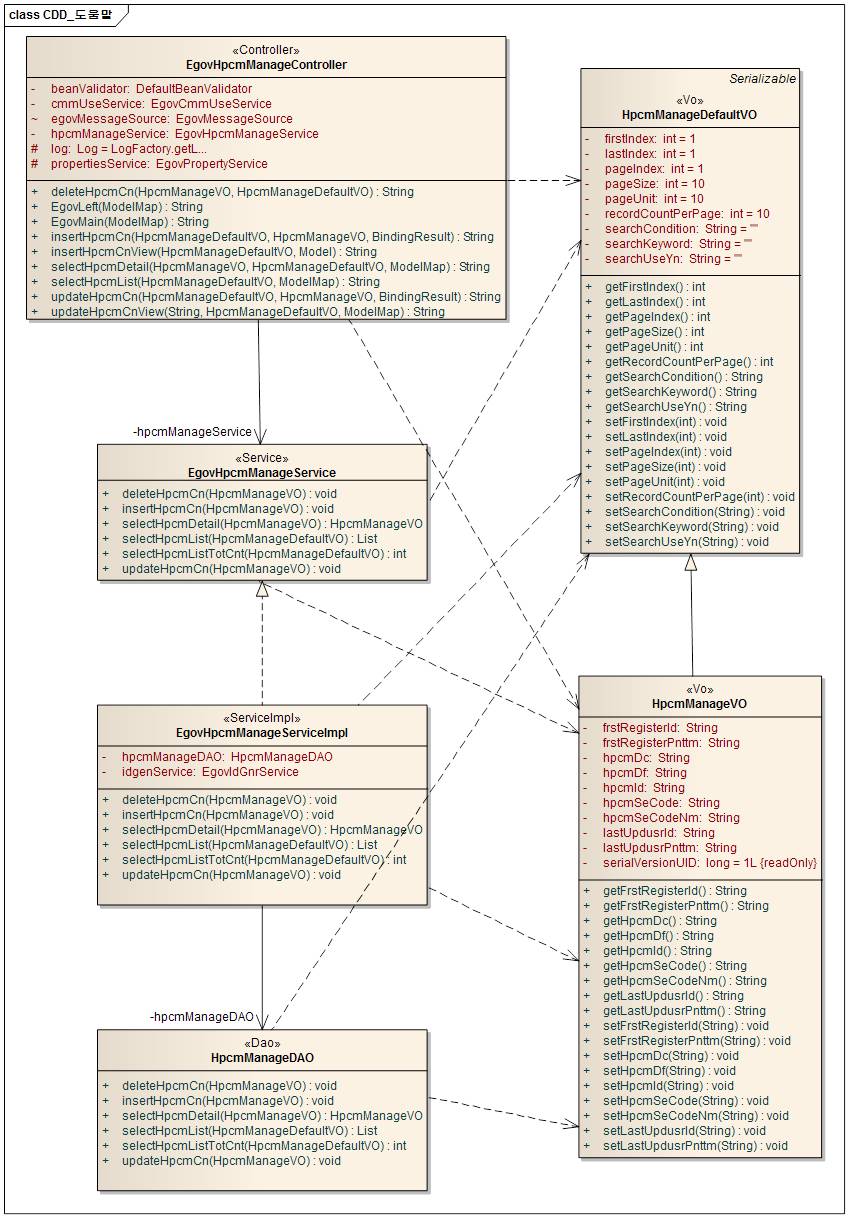 class CDD_도움말
«Controller»
EgovHpcmManageController
- beanValidator: DefaultBeanValidator
- cmmUseService: EgovCmmUseService
~ egovMessageSource: EgovMessageSource
- hpcmManageService: EgovHpcmManageService
# log: Log = LogFactory.getL...
# propertiesService: EgovPropertyService
+ deleteHpcmCn(HpcmManageVO, HpcmManageDefaultVO) : String
+ EgovLeft(ModelMap) : String
+ EgovMain(ModelMap) : String
+ insertHpcmCn(HpcmManageDefaultVO, HpcmManageVO, BindingResult) : String
+ insertHpcmCnView(HpcmManageDefaultVO, Model) : String
+ selectHpcmDetail(HpcmManageVO, HpcmManageDefaultVO, ModelMap) : String
+ selectHpcmList(HpcmManageDefaultVO, ModelMap) : String
+ updateHpcmCn(HpcmManageDefaultVO, HpcmManageVO, BindingResult) : String
+ updateHpcmCnView(String, HpcmManageDefaultVO, ModelMap) : String
Serializable
«Vo»
HpcmManageDefaultVO
- firstIndex: int = 1
- lastIndex: int = 1
- pageIndex: int = 1
- pageSize: int = 10
- pageUnit: int = 10
- recordCountPerPage: int = 10
- searchCondition: String = ""
- searchKeyword: String = ""
- searchUseYn: String = ""
+ getFirstIndex() : int
+ getLastIndex() : int
+ getPageIndex() : int
+ getPageSize() : int
+ getPageUnit() : int
+ getRecordCountPerPage() : int
+ getSearchCondition() : String
+ getSearchKeyword() : String
+ getSearchUseYn() : String
+ setFirstIndex(int) : void
+ setLastIndex(int) : void
+ setPageIndex(int) : void
+ setPageSize(int) : void
+ setPageUnit(int) : void
+ setRecordCountPerPage(int) : void
+ setSearchCondition(String) : void
+ setSearchKeyword(String) : void
+ setSearchUseYn(String) : void
-hpcmManageService
«Service»
EgovHpcmManageService
+ deleteHpcmCn(HpcmManageVO) : void
+ insertHpcmCn(HpcmManageVO) : void
+ selectHpcmDetail(HpcmManageVO) : HpcmManageVO
+ selectHpcmList(HpcmManageDefaultVO) : List
+ selectHpcmListTotCnt(HpcmManageDefaultVO) : int
+ updateHpcmCn(HpcmManageVO) : void
«ServiceImpl»
EgovHpcmManageServiceImpl
- hpcmManageDAO: HpcmManageDAO
- idgenService: EgovIdGnrService
+ deleteHpcmCn(HpcmManageVO) : void
+ insertHpcmCn(HpcmManageVO) : void
+ selectHpcmDetail(HpcmManageVO) : HpcmManageVO
+ selectHpcmList(HpcmManageDefaultVO) : List
+ selectHpcmListTotCnt(HpcmManageDefaultVO) : int
+ updateHpcmCn(HpcmManageVO) : void
«Vo»
HpcmManageVO
- frstRegisterId: String
- frstRegisterPnttm: String
- hpcmDc: String
- hpcmDf: String
- hpcmId: String
- hpcmSeCode: String
- hpcmSeCodeNm: String
- lastUpdusrId: String
- lastUpdusrPnttm: String
- serialVersionUID: long = 1L {readOnly}
+ getFrstRegisterId() : String
+ getFrstRegisterPnttm() : String
+ getHpcmDc() : String
+ getHpcmDf() : String
+ getHpcmId() : String
+ getHpcmSeCode() : String
+ getHpcmSeCodeNm() : String
+ getLastUpdusrId() : String
+ getLastUpdusrPnttm() : String
+ setFrstRegisterId(String) : void
+ setFrstRegisterPnttm(String) : void
+ setHpcmDc(String) : void
+ setHpcmDf(String) : void
+ setHpcmId(String) : void
+ setHpcmSeCode(String) : void
+ setHpcmSeCodeNm(String) : void
+ setLastUpdusrId(String) : void
+ setLastUpdusrPnttm(String) : void
-hpcmManageDAO
«Dao»
HpcmManageDAO
+ deleteHpcmCn(HpcmManageVO) : void
+ insertHpcmCn(HpcmManageVO) : void
+ selectHpcmDetail(HpcmManageVO) : HpcmManageVO
+ selectHpcmList(HpcmManageDefaultVO) : List
+ selectHpcmListTotCnt(HpcmManageDefaultVO) : int
+ updateHpcmCn(HpcmManageVO) : void